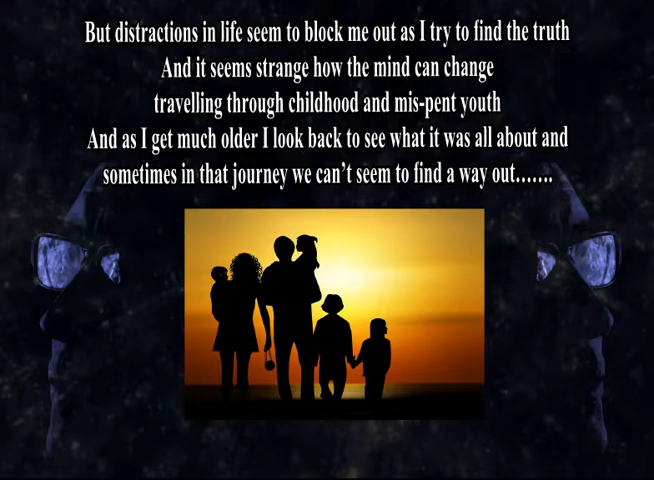 But distractions in life seem to block me out as I try to find the truth
And it seems strange how the mind can change
travelling through childhood and mis-pent youth
And as I get much older I look back to see what it was all about and
sometimes in that journey we can’t seem to find a way out.......